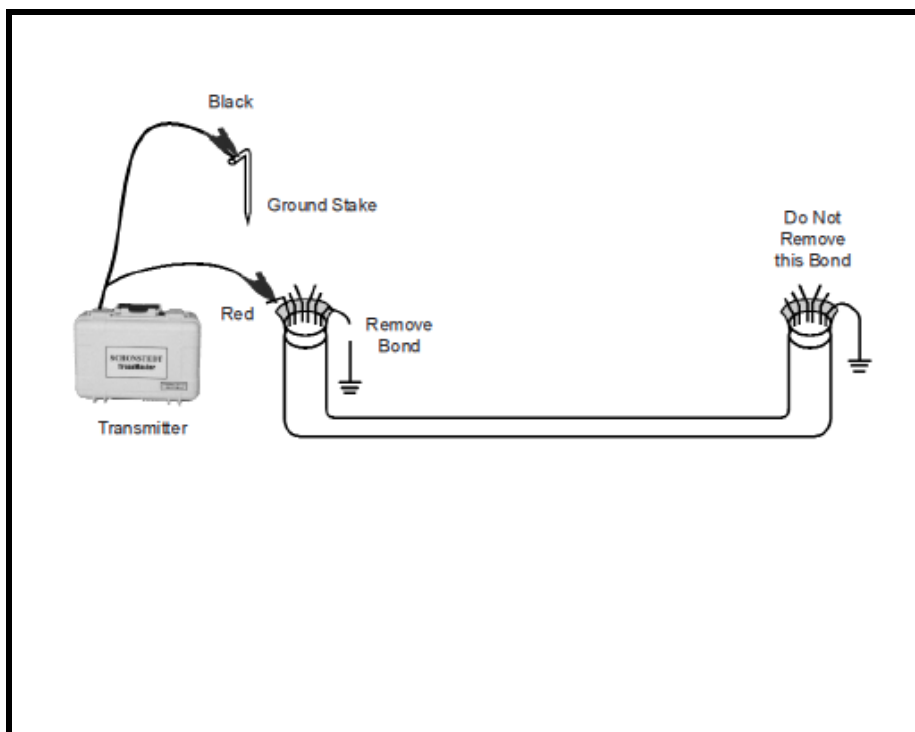 Black
Ground Stake
Do Not
Remove
this Bond
Red
Remove
Bond
SCHONSTEDT
TraceMaster
Transmitter